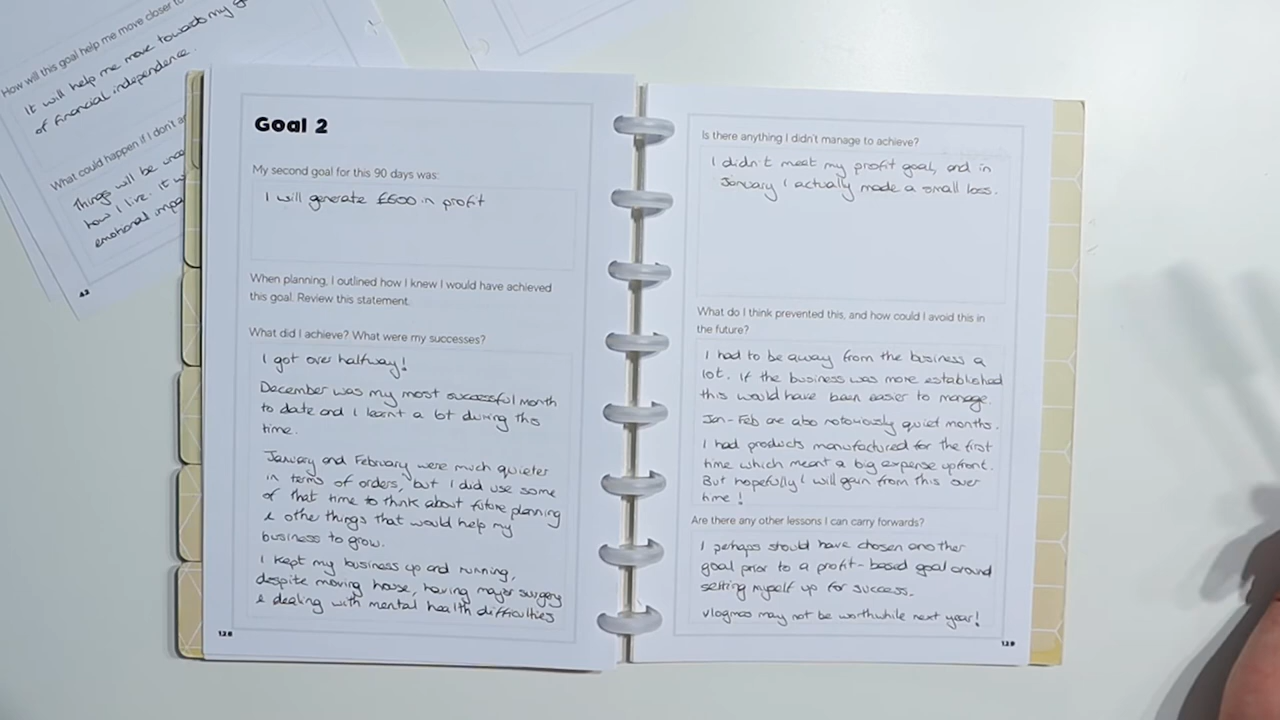 How will this goal help me move closer to
It will help me move towards my
of financial independence.
What could happen if I don't
Things will be
how I live. It
emotional
42
Goal 2
My second goal for this 90 days was:
I will generate £600 in profit
When planning, I outlined how I knew I would have achieved
this goal. Review this statement.
What did I achieve? What were my successes?
I got over halfway!
December was my most successful month
to date and I learnt a lot during this
time.
January and February were much quieter
in terms of orders, but I did use some
of that time to think about future planning
& other things that would help my
business to grow.
I kept my business up and running,
despite moving house, having major surgery
& dealing with mental health difficulties
128
Is there anything I didn't manage to achieve?
I didn't meet my profit goal, and in
January I actually made a small loss.
What do I think prevented this, and how could I avoid this in
the future?
I had to be away from the business a
lot. If the business was more established
this would have been easier to manage.
Jan-Feb are also notoriously quiet months.
I had products manufactured for the first
time which meant a big expense upfront.
But hopefully I will gain from this over
time!
Are there any other lessons I can carry forwards?
I perhaps should have chosen another
goal prior to a profit-based goal around
setting myself up for success.
vlogmas may not be worthwhile next year!
129